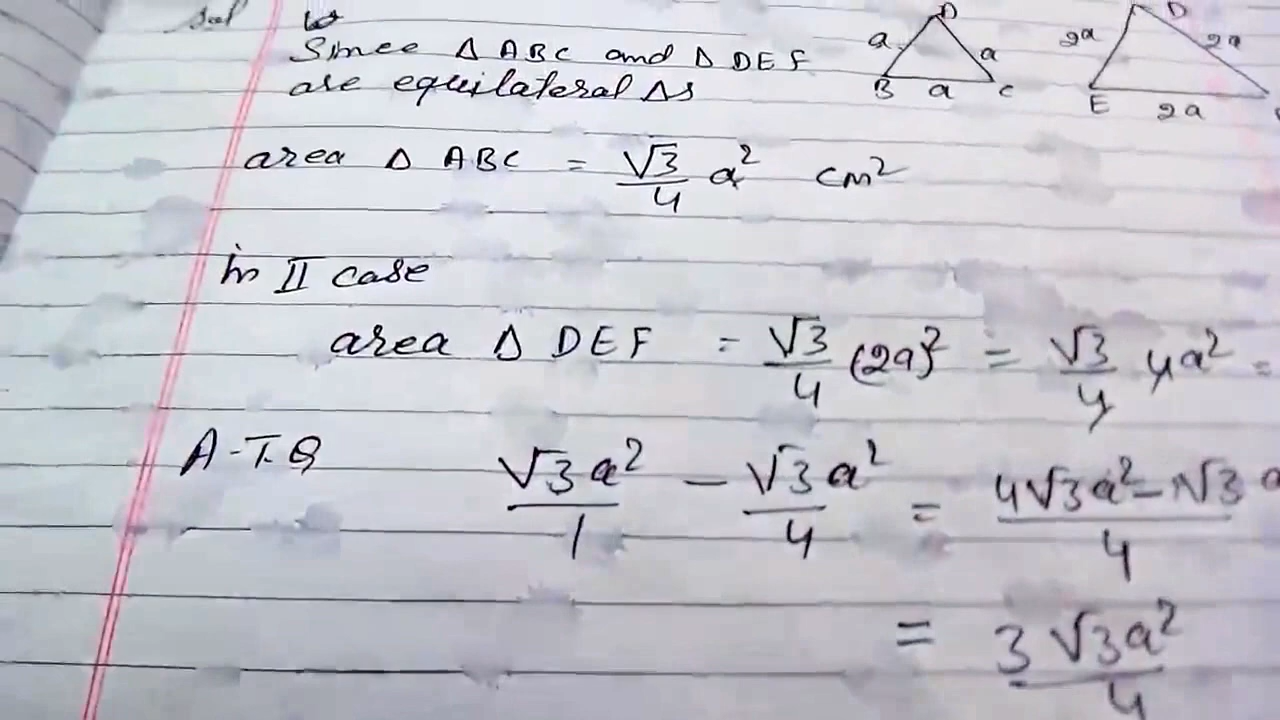 Sol
Since Δ ABC and Δ DEF
are equilateral Δs
D
a a
B a C
D
2a 2a
E 2a
area Δ ABC = √3/4 a² cm²
in II case
area Δ DEF = √3/4 (2a)² = √3/4 4a² =
A-T.Q √3a²/1 - √3a²/4 = 4√3a² - √3 a/4
= 3√3a²/4